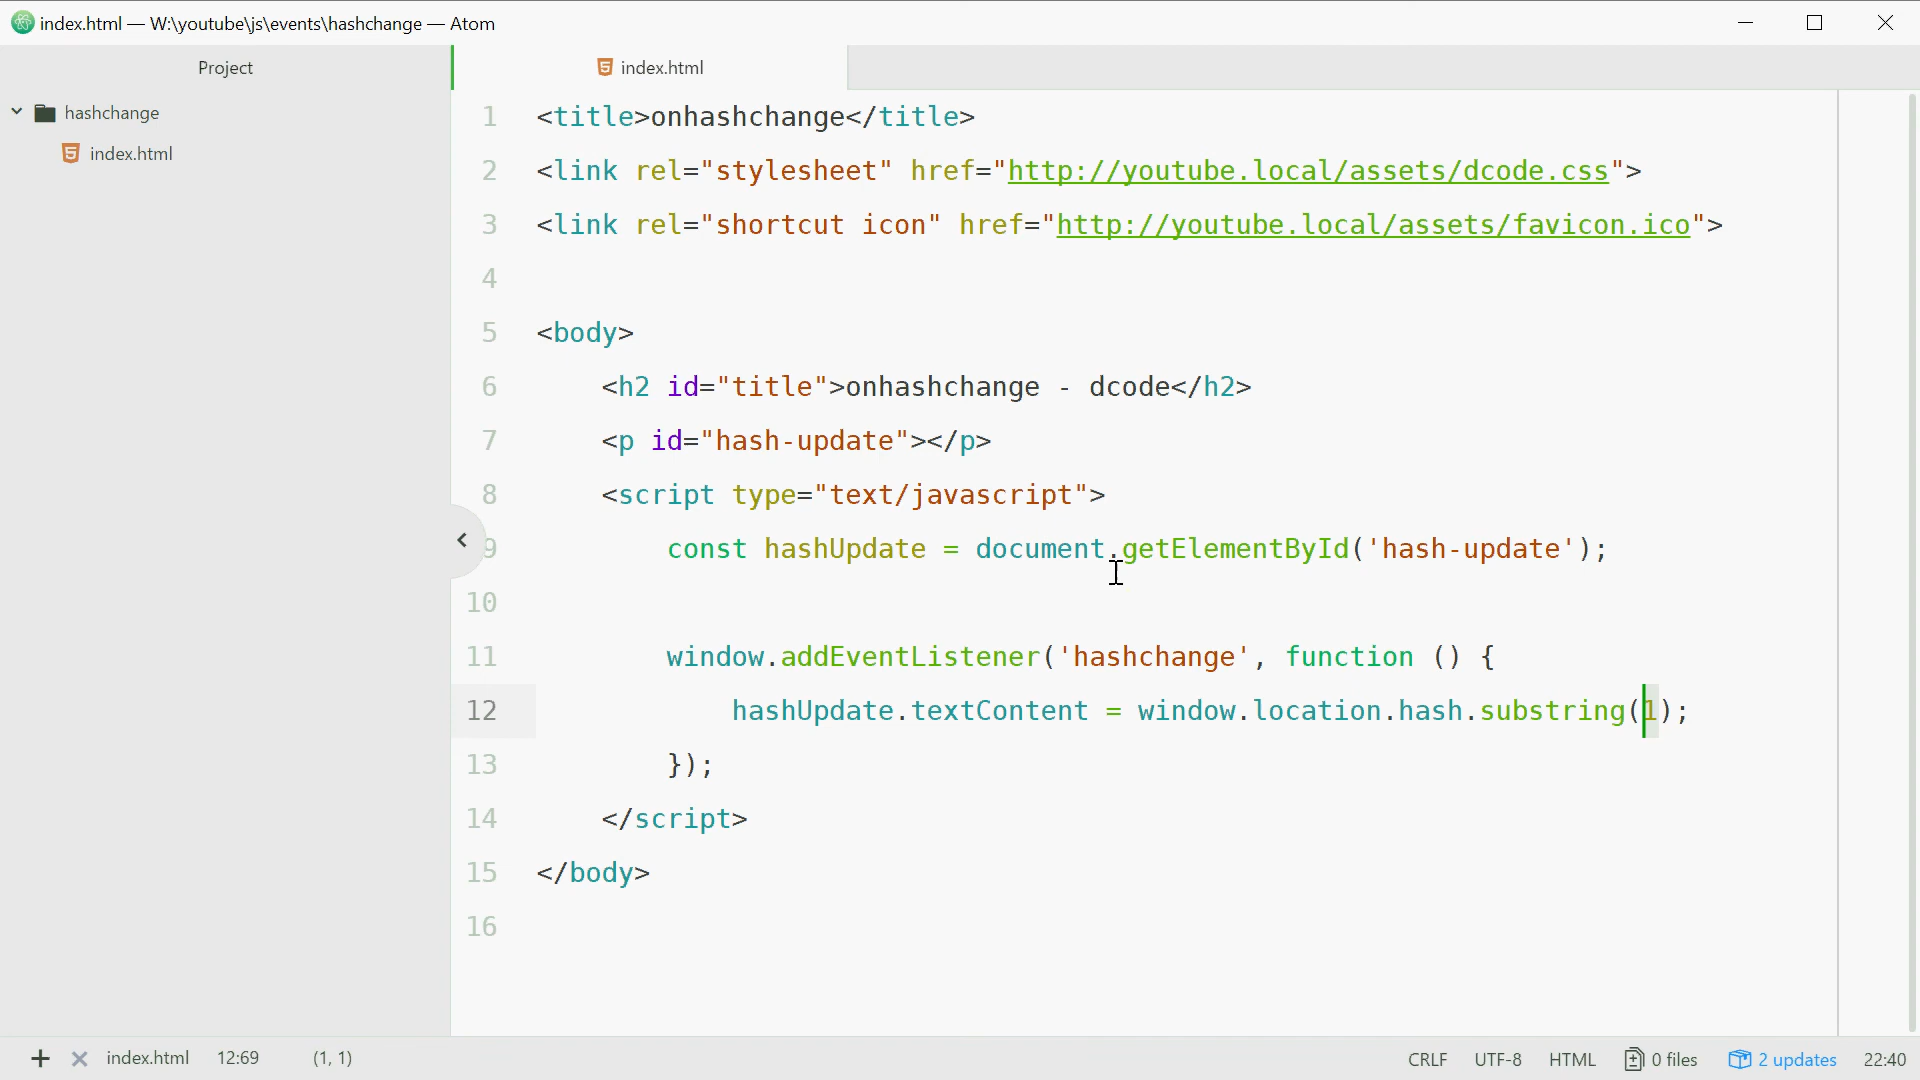 index.html — W:\youtube\js\events\hashchange — Atom
Project
index.html
hashchange
index.html
1 <title>onhashchange</title>
2 <link rel="stylesheet" href="http://youtube.local/assets/dcode.css">
3 <link rel="shortcut icon" href="http://youtube.local/assets/favicon.ico">
4
5 <body>
6 <h2 id="title">onhashchange - dcode</h2>
7 <p id="hash-update"></p>
8 <script type="text/javascript">
9 const hashUpdate = document.getElementById('hash-update');
10
11 window.addEventListener('hashchange', function () {
12 hashUpdate.textContent = window.location.hash.substring(1);
13 });
14 </script>
15 </body>
16
index.html 12:69 (1, 1) CRLF UTF-8 HTML 0 files 2 updates 22:40